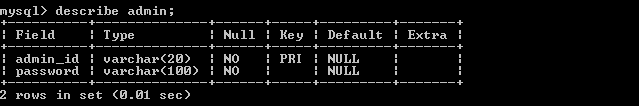 mysql> describe admin;
+----------+--------------+------+-----+---------+-------+
| Field    | Type         | Null | Key | Default | Extra |
+----------+--------------+------+-----+---------+-------+
| admin_id | varchar(20)  | NO   | PRI | NULL    |       |
| password | varchar(100) | NO   |     | NULL    |       |
+----------+--------------+------+-----+---------+-------+
2 rows in set (0.01 sec)